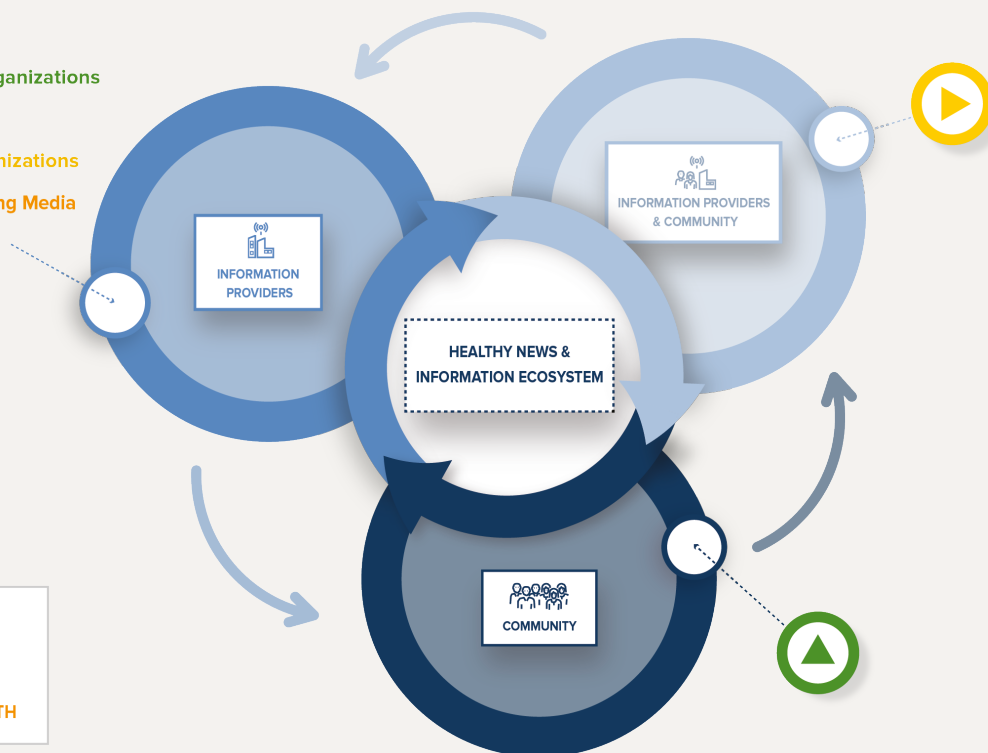 ganizations
nizations
ng Media
INFORMATION PROVIDERS
& COMMUNITY
INFORMATION
PROVIDERS
HEALTHY NEWS &
INFORMATION ECOSYSTEM
COMMUNITY
TH